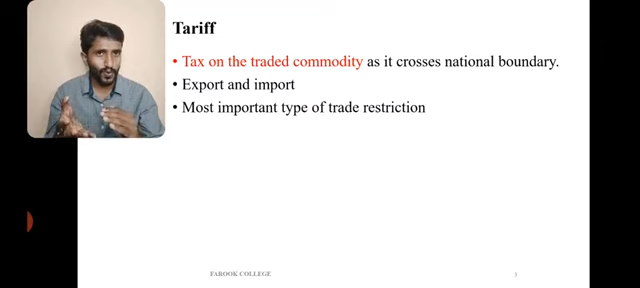 Tariff
• Tax on the traded commodity as it crosses national boundary.
• Export and import
• Most important type of trade restriction
FAROOK COLLEGE
3